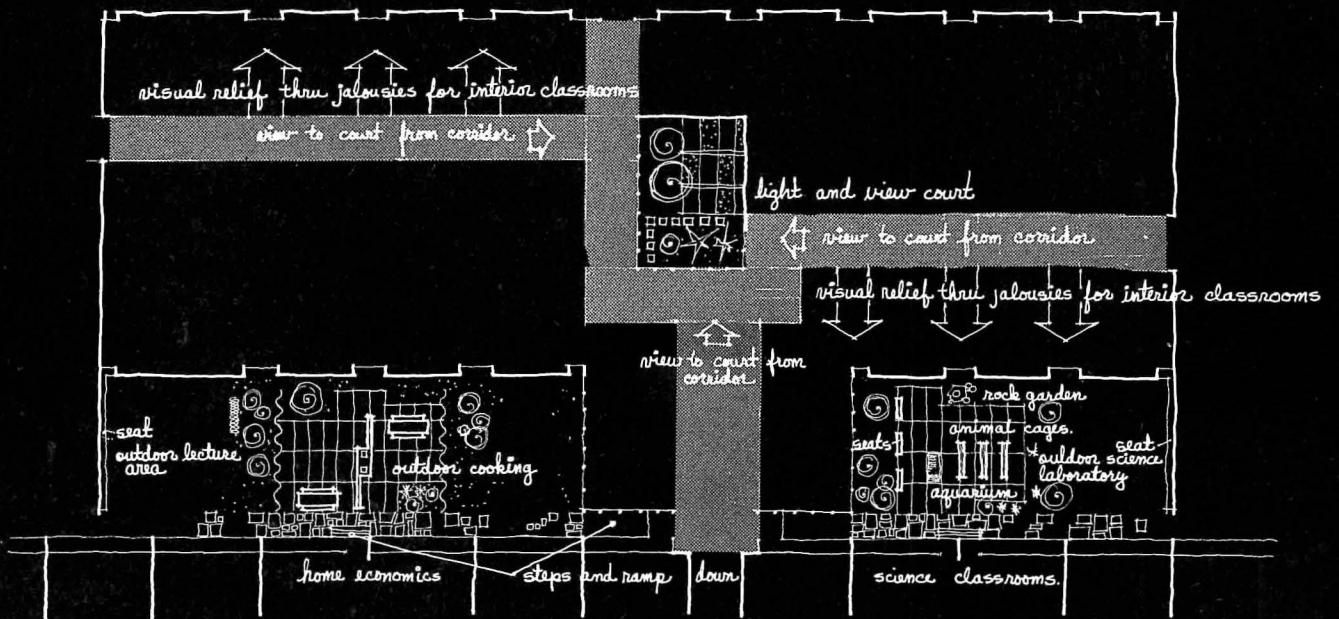 visual relief thru jalousies for interior classrooms
view to court from corridor
light and view court
view to court from corridor
visual relief thru jalousies for interior classrooms
view to court from
corridor
rock garden
animal cages.
seats
seat
outdoor science
laboratory
aquarium
seat
outdoor lecture
area
outdoor cooking
home economics
steps and ramp
down
science classrooms.